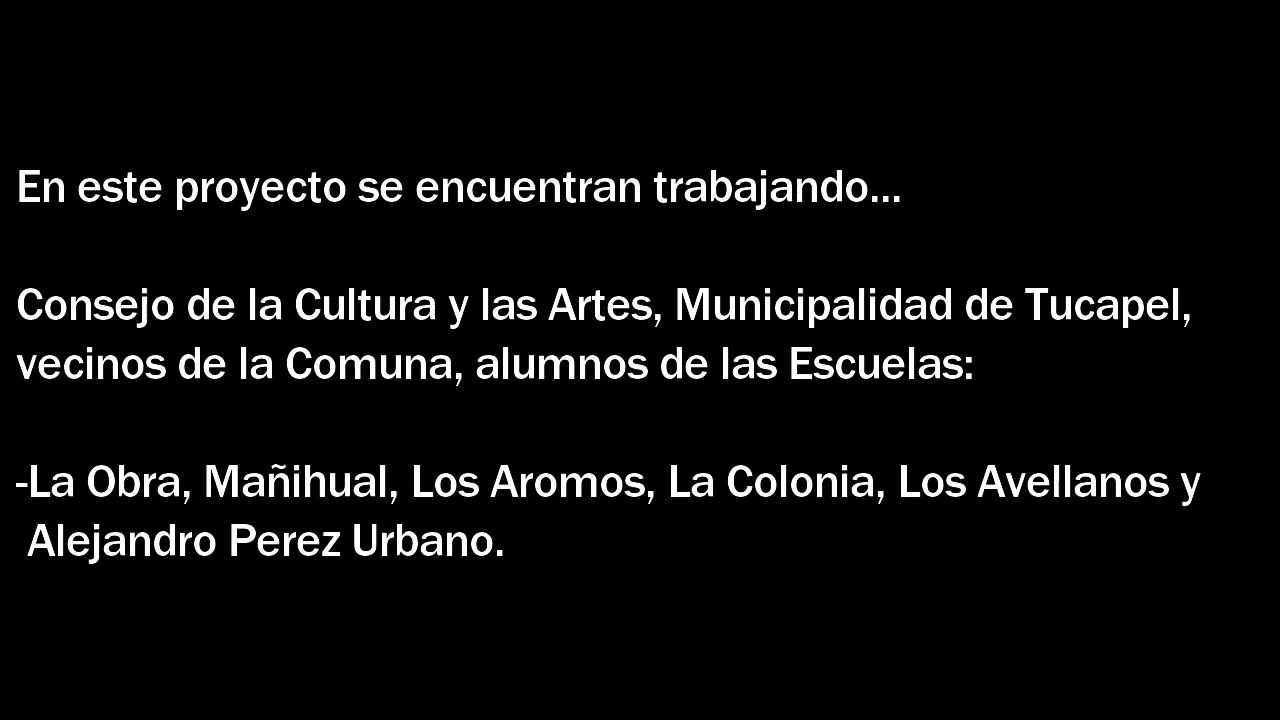 En este proyecto se encuentran trabajando...
Consejo de la Cultura y las Artes, Municipalidad de Tucapel,
vecinos de la Comuna, alumnos de las Escuelas:
-La Obra, Mañihual, Los Aromos, La Colonia, Los Avellanos y
Alejandro Perez Urbano.